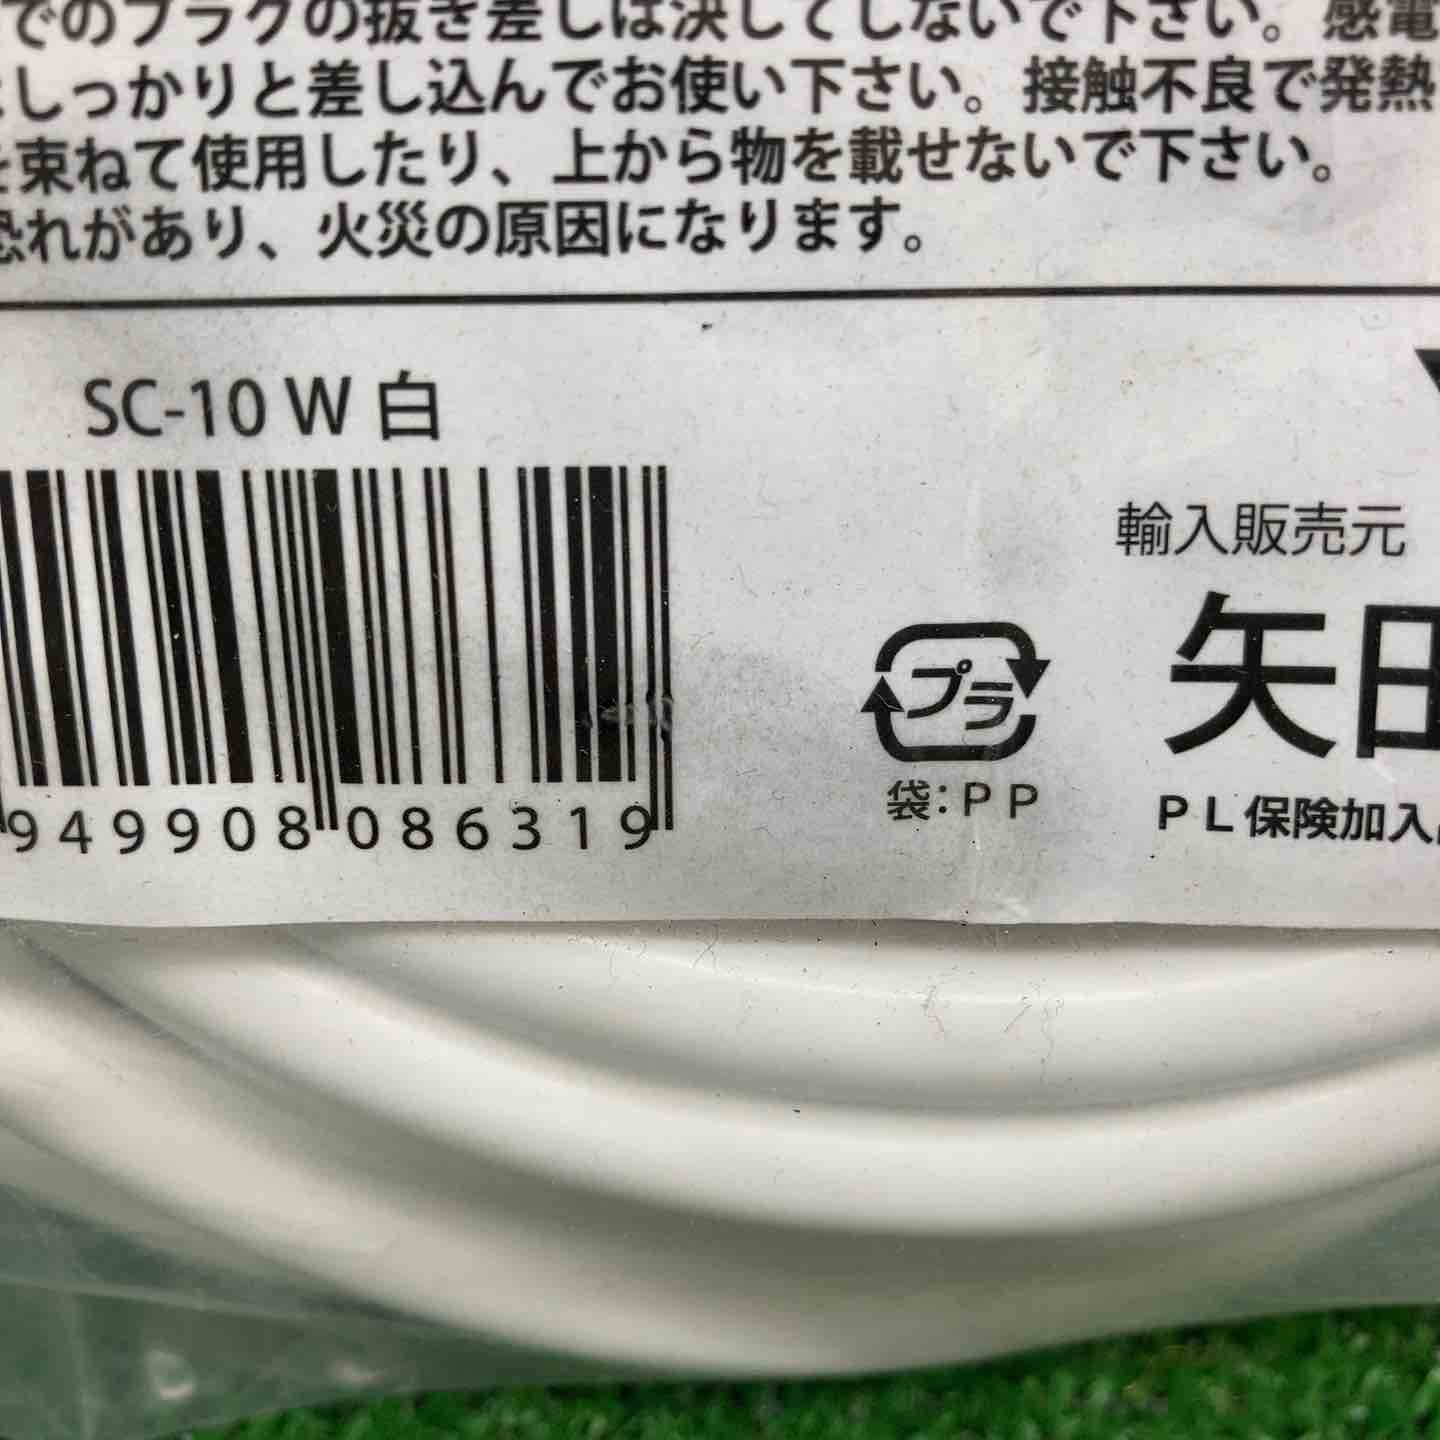 でのプラグの抜き差しは決してしないで下さい。感電
しっかりと差し込んでお使い下さい。接触不良で発熱
を束ねて使用したり、上から物を載せないで下さい。
恐れがあり、火災の原因になります。
SC-10 W 白
949908 086319
輸入販売元
矢田
プラ
袋：ＰＰ
ＰＬ保険加入